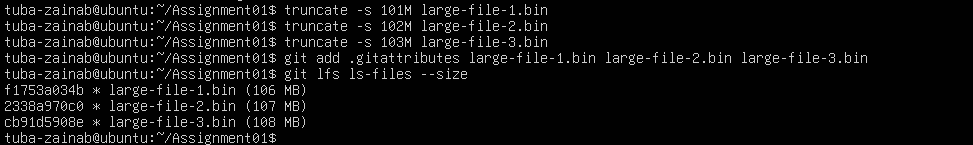 tuba-zainab@ubuntu:~/Assignment01$ truncate -s 101M large-file-1.bin
tuba-zainab@ubuntu:~/Assignment01$ truncate -s 102M large-file-2.bin
tuba-zainab@ubuntu:~/Assignment01$ truncate -s 103M large-file-3.bin
tuba-zainab@ubuntu:~/Assignment01$ git add .gitattributes large-file-1.bin large-file-2.bin large-file-3.bin
tuba-zainab@ubuntu:~/Assignment01$ git lfs ls-files --size
f1753a034b * large-file-1.bin (106 MB)
2338a970c0 * large-file-2.bin (107 MB)
cb91d5908e * large-file-3.bin (108 MB)
tuba-zainab@ubuntu:~/Assignment01$